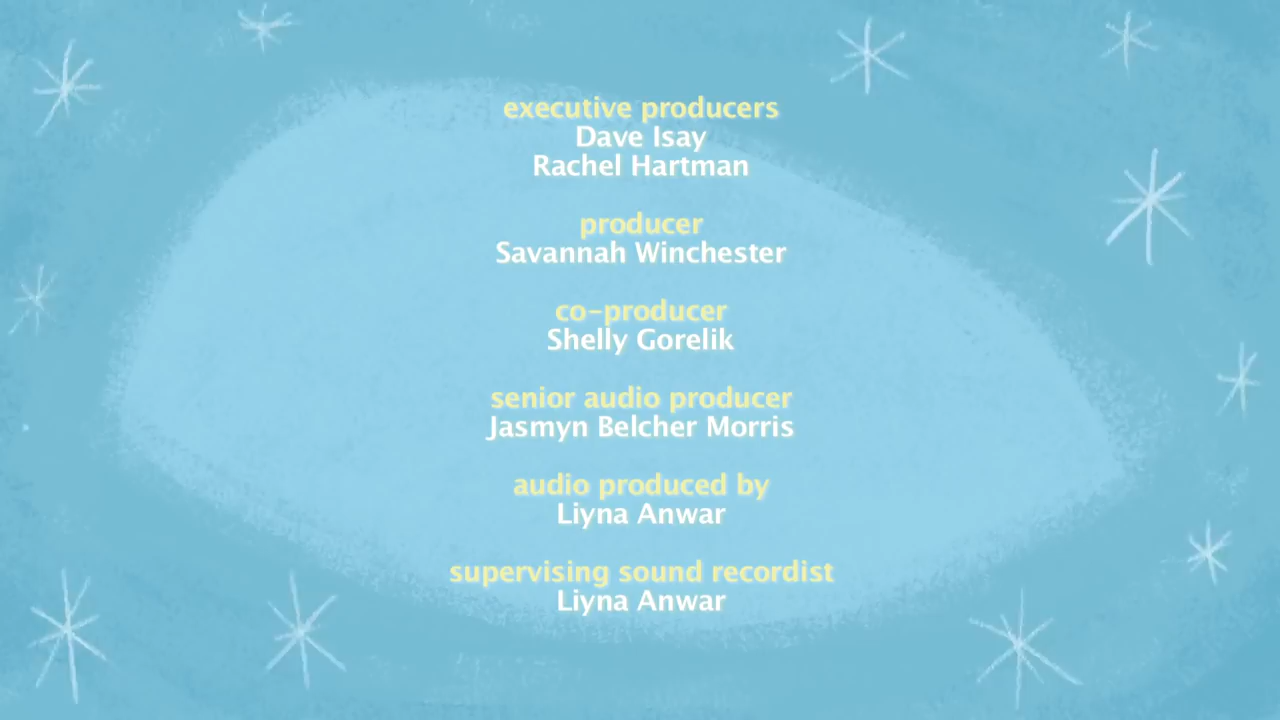 executive producers
Dave Isay
Rachel Hartman
producer
Savannah Winchester
co-producer
Shelly Gorelik
senior audio producer
Jasmyn Belcher Morris
audio produced by
Liyna Anwar
supervising sound recordist
Liyna Anwar